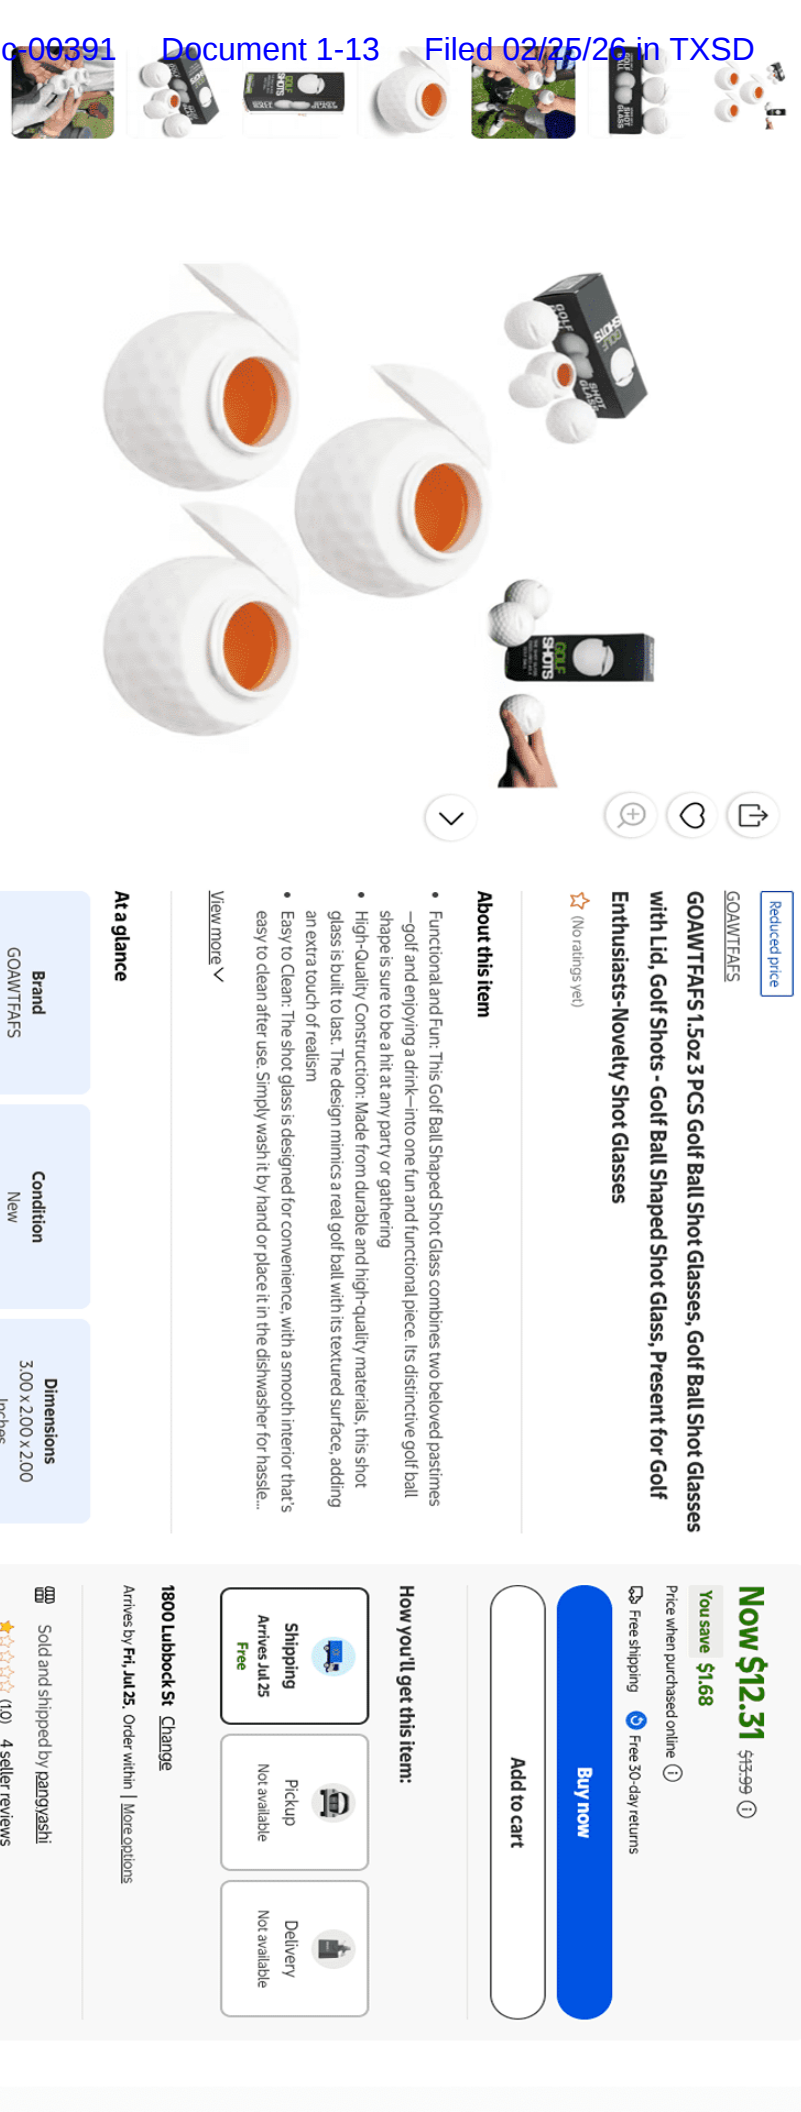 c-00391 Document 1-13 Filed 02/25/26 in TXSD
GOLF
SHOTS
GOLF
SHOT
GLASS
GOLF
SHOTS
Reduced price
GOAWTFAFS
GOAWTFAFS 1.5oz 3 PCS Golf Ball Shot Glasses, Golf Ball Shot Glasses
with Lid, Golf Shots - Golf Ball Shaped Shot Glass, Present for Golf
Enthusiasts-Novelty Shot Glasses
(No ratings yet)
About this item
• Functional and Fun: This Golf Ball Shaped Shot Glass combines two beloved pastimes
—golf and enjoying a drink—into one fun and functional piece. Its distinctive golf ball
shape is sure to be a hit at any party or gathering
• High-Quality Construction: Made from durable and high-quality materials, this shot
glass is built to last. The design mimics a real golf ball with its textured surface, adding
an extra touch of realism
• Easy to Clean: The shot glass is designed for convenience, with a smooth interior that's
easy to clean after use. Simply wash it by hand or place it in the dishwasher for hassle...
View more
At a glance
Brand
GOAWTFAFS
Condition
New
Dimensions
3.00 x 2.00 x 2.00
Inches
Now $12.31 $13.99
You save $1.68
Price when purchased online
Free shipping Free 30-day returns
Buy now
Add to cart
How you'll get this item:
Shipping
Arrives Jul 25
Free
Pickup
Not available
Delivery
Not available
1800 Lubbock St Change
Arrives by Fri, Jul 25, Order within | More options
Sold and shipped by pangyashi
(1.0) 4 seller reviews